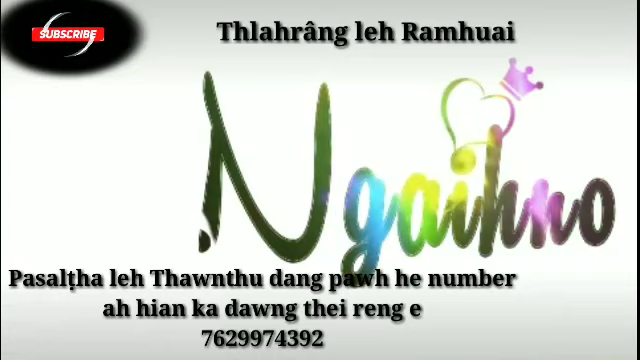 SUBSCRIBE
Thlahrâng leh Ramhuai
Ngaihno
Pasalṭha leh Thawnthu dang pawh he number
ah hian ka dawng thei reng e
7629974392